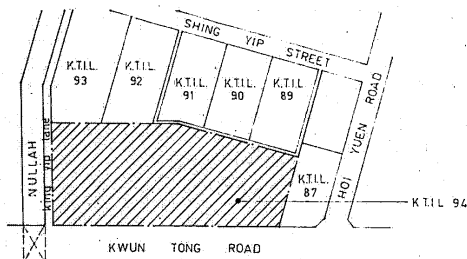 SHING YIP STREET
K.T.I.L. 93
K.T.I.L. 92
K.T.I.L. 91
K.T.I.L. 90
K.T.I.L. 89
HOI YUEN ROAD
NULLAH
King yip lane
K.T.I.L. 87
K.T.I.L 94
KWUN TONG ROAD